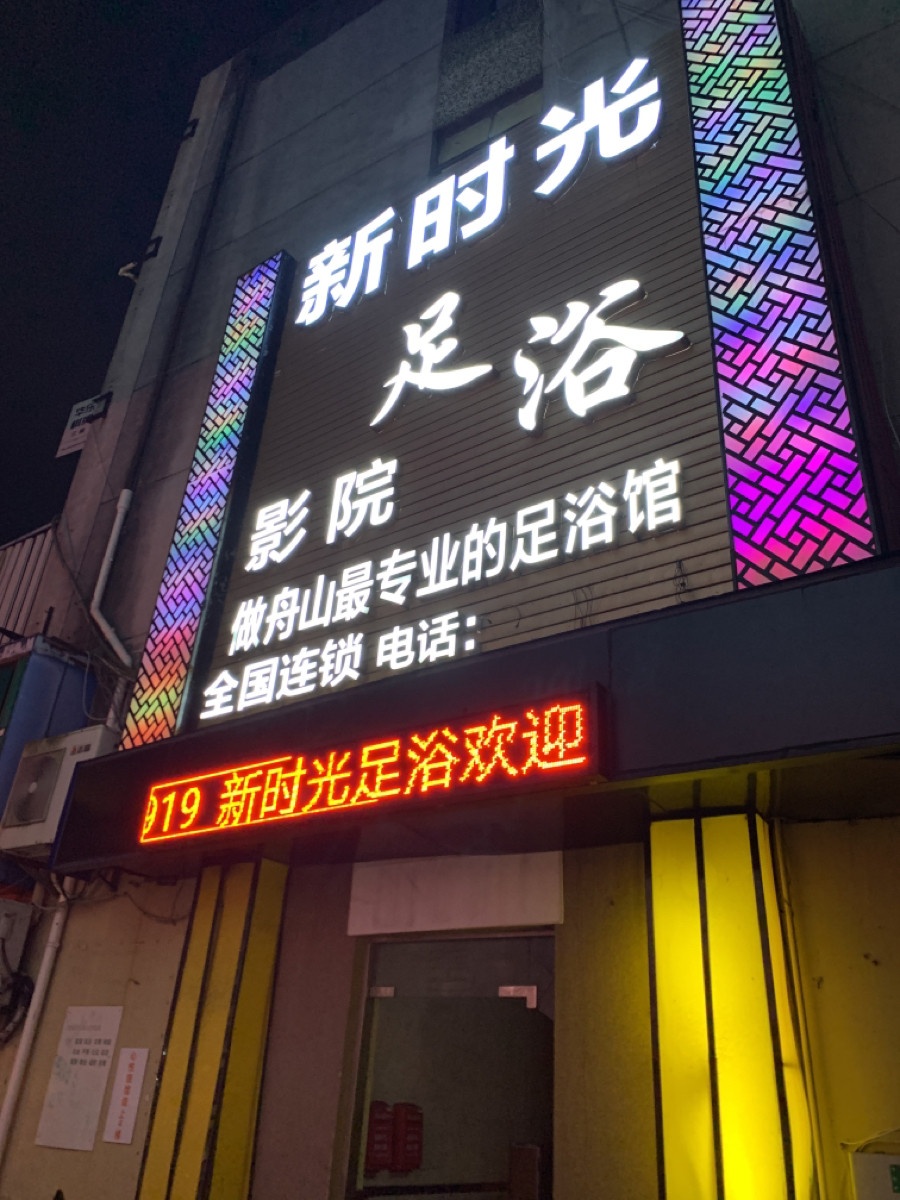 新时光
足浴
影院
做舟山最专业的足浴馆
全国连锁 电话：
919 新时光足浴欢迎